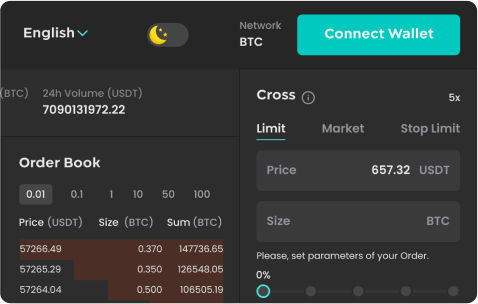 English
Network
BTC
Connect Wallet
(BTC) 24h Volume (USDT)
7090131972.22
Order Book
0.01 0.1 1 10 50 100
Price (USDT) Size (BTC) Sum (BTC)
57266.49 0.370 147736.65
57265.29 0.350 126548.05
57264.04 0.500 106505.19
Cross 5x
Limit Market Stop Limit
Price 657.32 USDT
Size BTC
Please, set parameters of your Order.
0%